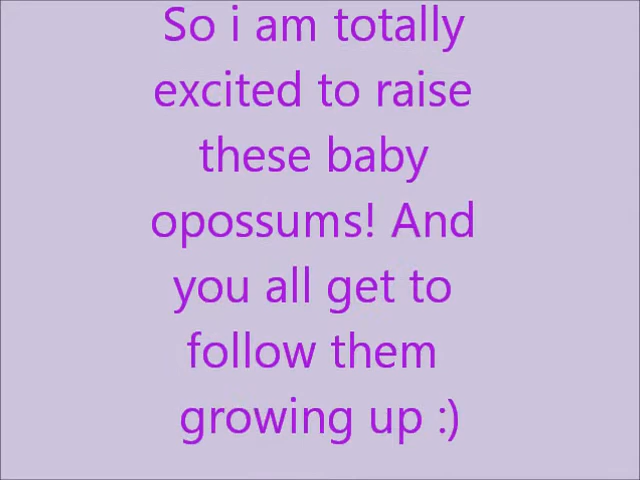 So i am totally
excited to raise
these baby
opossums! And
you all get to
follow them
growing up :)